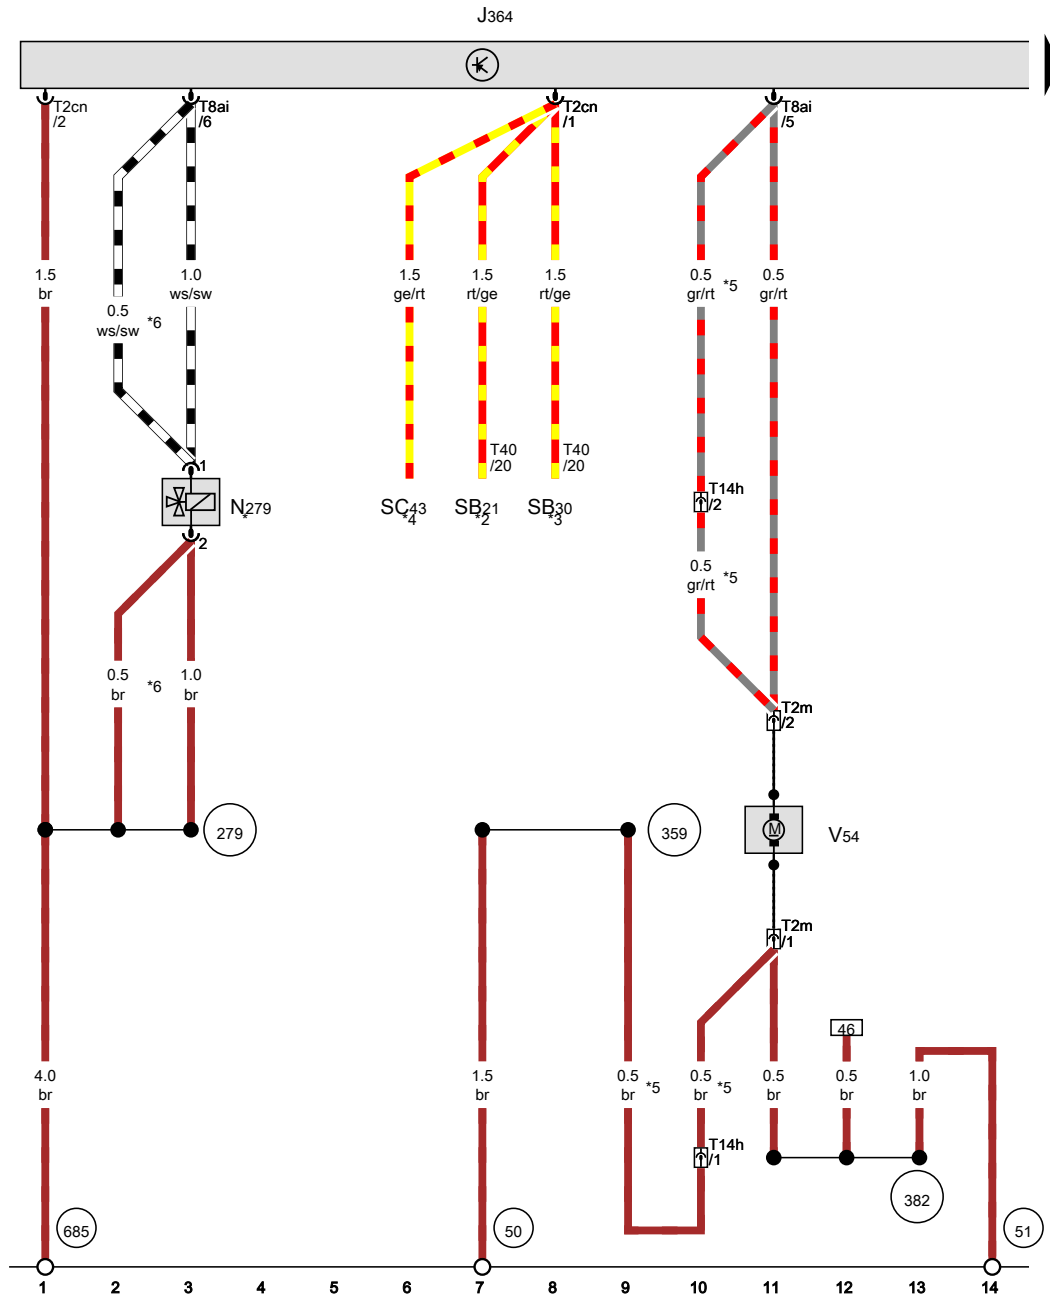 J364
T2cn
/2
T8ai
/6
T2cn
/1
T8ai
/5
1.5
br
1.0
ws/sw
1.5
ge/rt
1.5
rt/ge
1.5
rt/ge
0.5
gr/rt
*5
0.5
gr/rt
0.5
ws/sw
*6
1
T40
/20
T40
/20
N279
*
SC43
*4
SB21
*2
SB30
*3
T14h
/2
2
0.5
gr/rt
*5
0.5
br
*6
1.0
br
T2m
/2
279
359
V54
T2m
/1
46
4.0
br
1.5
br
0.5
br
*5
0.5
br
*5
0.5
br
0.5
br
1.0
br
T14h
/1
382
685
50
51
1 2 3 4 5 6 7 8 9 10 11 12 13 14